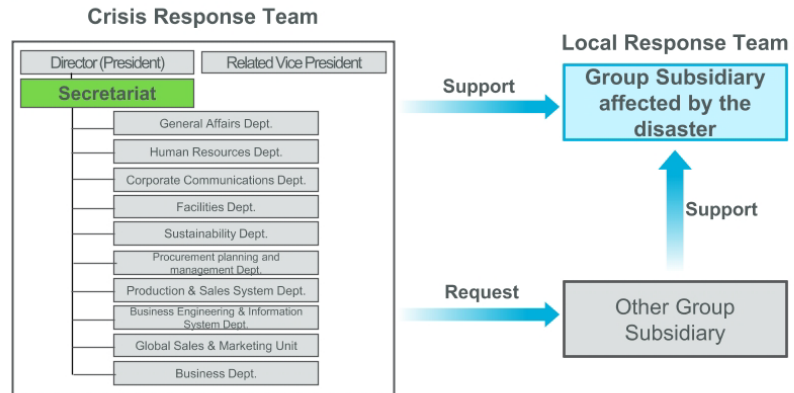 Crisis Response Team
Director (President)
Related Vice President
Secretariat
General Affairs Dept.
Human Resources Dept.
Corporate Communications Dept.
Facilities Dept.
Sustainability Dept.
Procurement planning and
management Dept.
Production & Sales System Dept.
Business Engineering & Information
System Dept.
Global Sales & Marketing Unit
Business Dept.
Support
Request
Local Response Team
Group Subsidiary
affected by the
disaster
Support
Other Group
Subsidiary